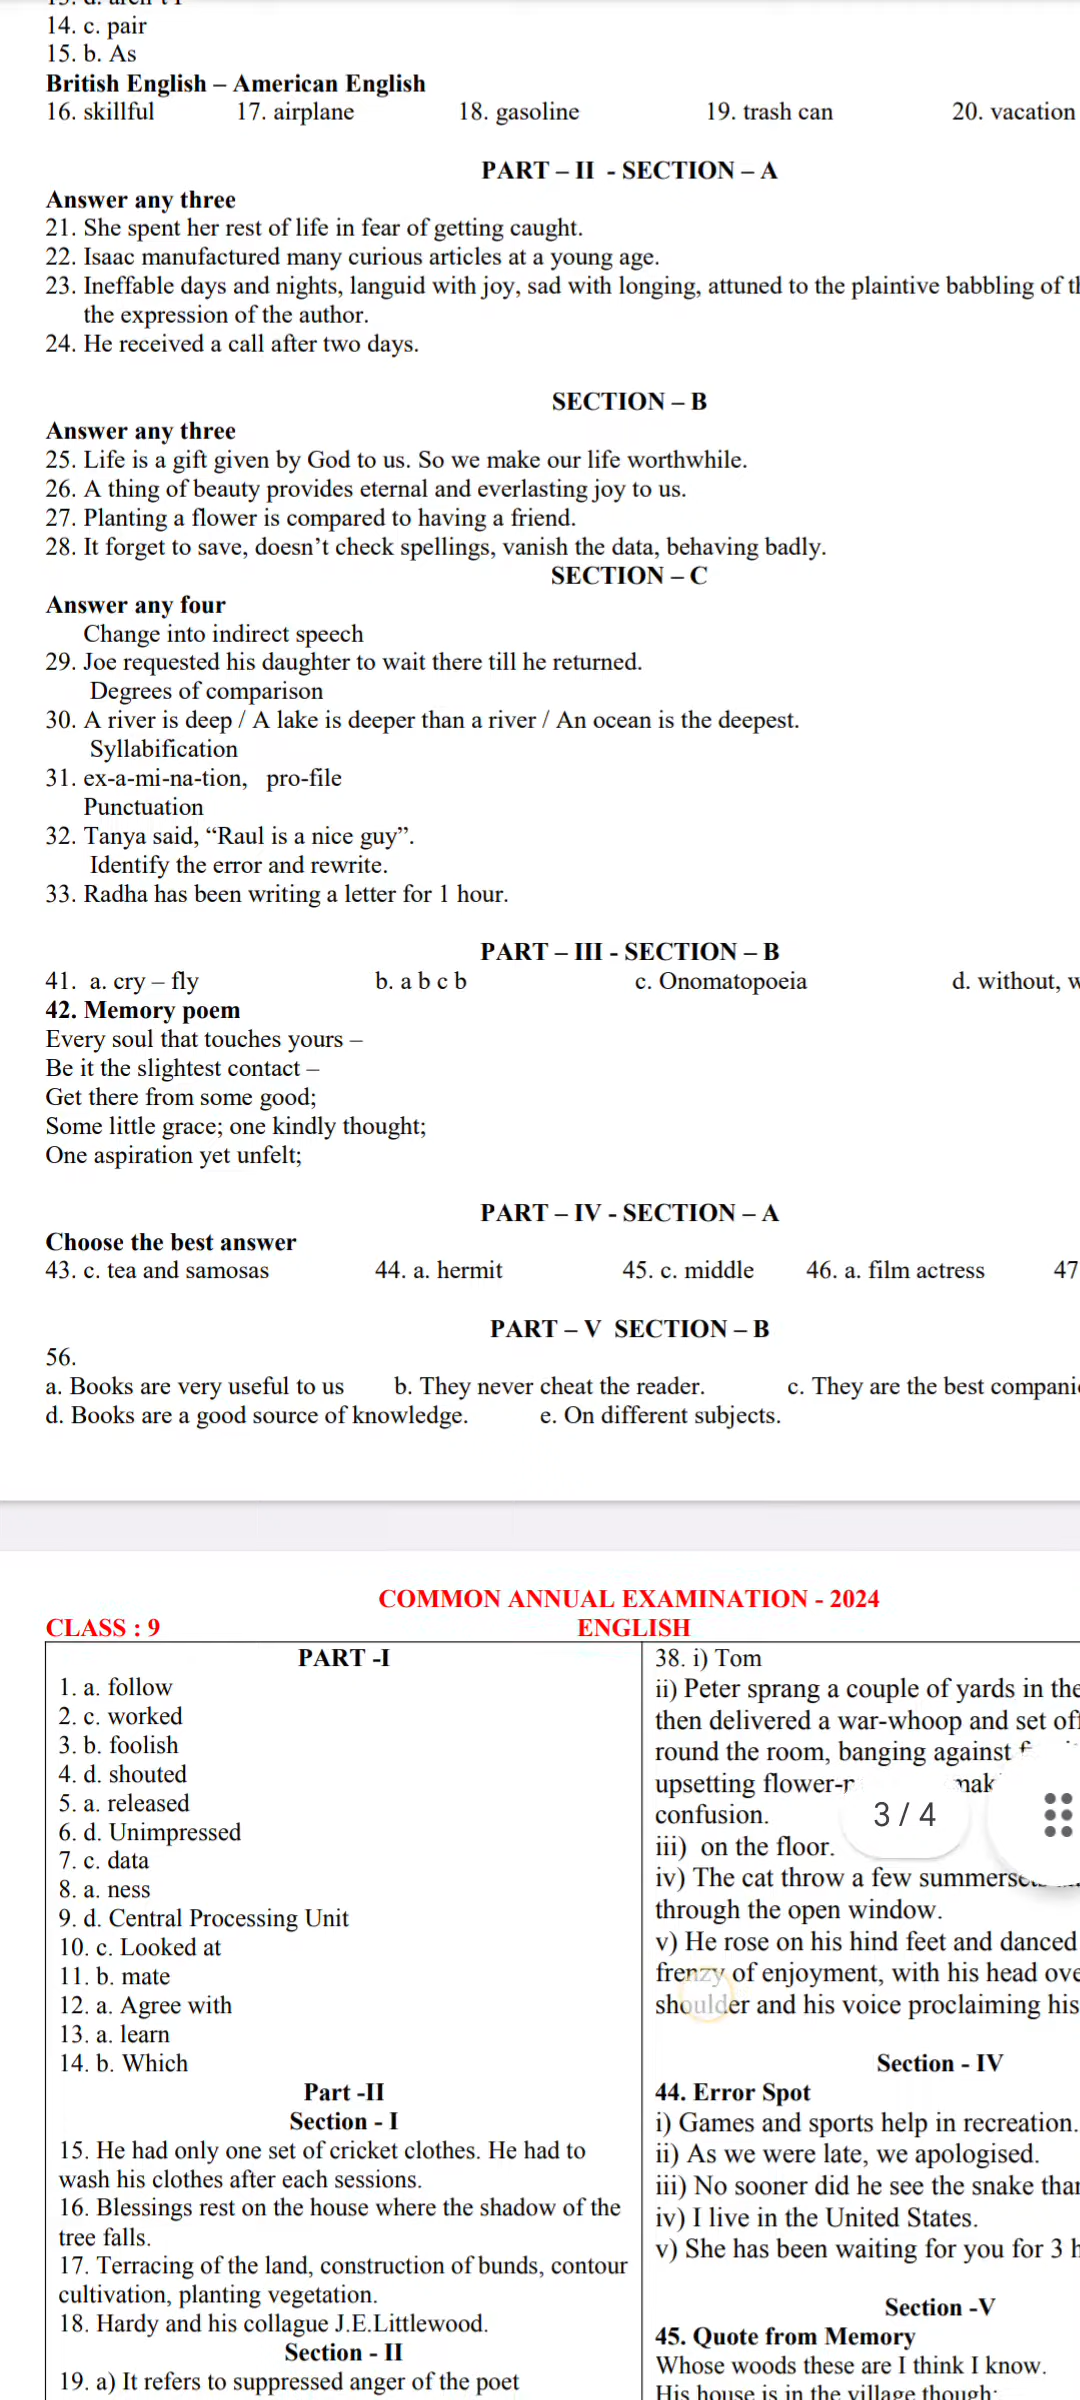 14. c. pair
15. b. As
British English – American English
16. skillful 17. airplane 18. gasoline 19. trash can 20. vacation
PART – II - SECTION – A
Answer any three
21. She spent her rest of life in fear of getting caught.
22. Isaac manufactured many curious articles at a young age.
23. Ineffable days and nights, languid with joy, sad with longing, attuned to the plaintive babbling of
the expression of the author.
24. He received a call after two days.
SECTION – B
Answer any three
25. Life is a gift given by God to us. So we make our life worthwhile.
26. A thing of beauty provides eternal and everlasting joy to us.
27. Planting a flower is compared to having a friend.
28. It forget to save, doesn’t check spellings, vanish the data, behaving badly.
SECTION – C
Answer any four
Change into indirect speech
29. Joe requested his daughter to wait there till he returned.
Degrees of comparison
30. A river is deep / A lake is deeper than a river / An ocean is the deepest.
Syllabification
31. ex-a-mi-na-tion, pro-file
Punctuation
32. Tanya said, “Raul is a nice guy”.
Identify the error and rewrite.
33. Radha has been writing a letter for 1 hour.
PART – III - SECTION – B
41. a. cry – fly b. a b c b c. Onomatopoeia d. without,
42. Memory poem
Every soul that touches yours –
Be it the slightest contact –
Get there from some good;
Some little grace; one kindly thought;
One aspiration yet unfelt;
PART – IV - SECTION – A
Choose the best answer
43. c. tea and samosas 44. a. hermit 45. c. middle 46. a. film actress 47
PART – V SECTION – B
56.
a. Books are very useful to us b. They never cheat the reader. c. They are the best
d. Books are a good source of knowledge. e. On different subjects.
COMMON ANNUAL EXAMINATION - 2024
CLASS : 9 ENGLISH
PART -I
1. a. follow
2. c. worked
3. b. foolish
4. d. shouted
5. a. released
6. d. Unimpressed
7. c. data
8. a. ness
9. d. Central Processing Unit
10. c. Looked at
11. b. mate
12. a. Agree with
13. a. learn
14. b. Which
Part -II
Section - I
15. He had only one set of cricket clothes. He had to
wash his clothes after each sessions.
16. Blessings rest on the house where the shadow of the
tree falls.
17. Terracing of the land, construction of bunds, contour
cultivation, planting vegetation.
18. Hardy and his collague J.E.Littlewood.
Section - II
19. a) It refers to suppressed anger of the poet
38. i) Tom
ii) Peter sprang a couple of yards in the
then delivered a war-whoop and set off
round the room, banging against
upsetting
confusion.
3 / 4
iii) on the floor.
iv) The cat throw a few
through the open window.
v) He rose on his hind feet and danced
frenzy of enjoyment, with his head
shoulder and his voice proclaiming his
Section - IV
44. Error Spot
i) Games and sports help in recreation.
ii) As we were late, we apologised.
iii) No sooner did he see the snake
iv) I live in the United States.
v) She has been waiting for you for 3
Section -V
45. Quote from Memory
Whose woods these are I think I know.
His house is in the village though;